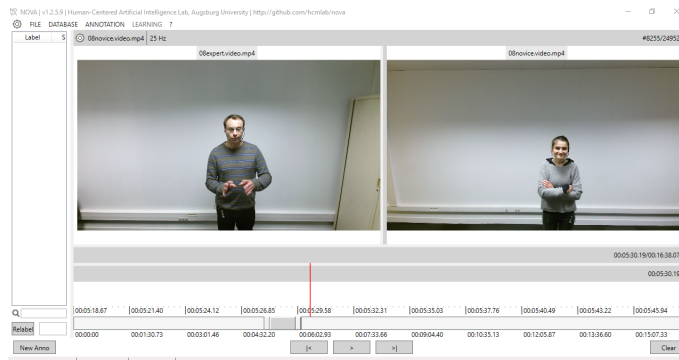 NOVA | v1.2.5.9 | Human-Centered Artificial Intelligence Lab, Augsburg University | http://github.com/hcmlab/nova
FILE DATABASE ANNOTATION LEARNING ?
Label S
08novice.video.mp4 25 Hz #8255/24952
08expert.video.mp4 08novice.video.mp4
00:05:30.19/00:16:38.07
00:05:30.19
00:05:18.67 00:05:21.40 00:05:24.12 00:05:26.85 00:05:29.58 00:05:32.31 00:05:35.03 00:05:37.76 00:05:40.49 00:05:43.22 00:05:45.94
Relabel 00:00:00 00:01:30.73 00:03:01.46 00:04:32.20 00:06:02.93 00:07:33.66 00:09:04.40 00:10:35.13 00:12:05.87 00:13:36.60 00:15:07.33
New Anno |< > >| Clear